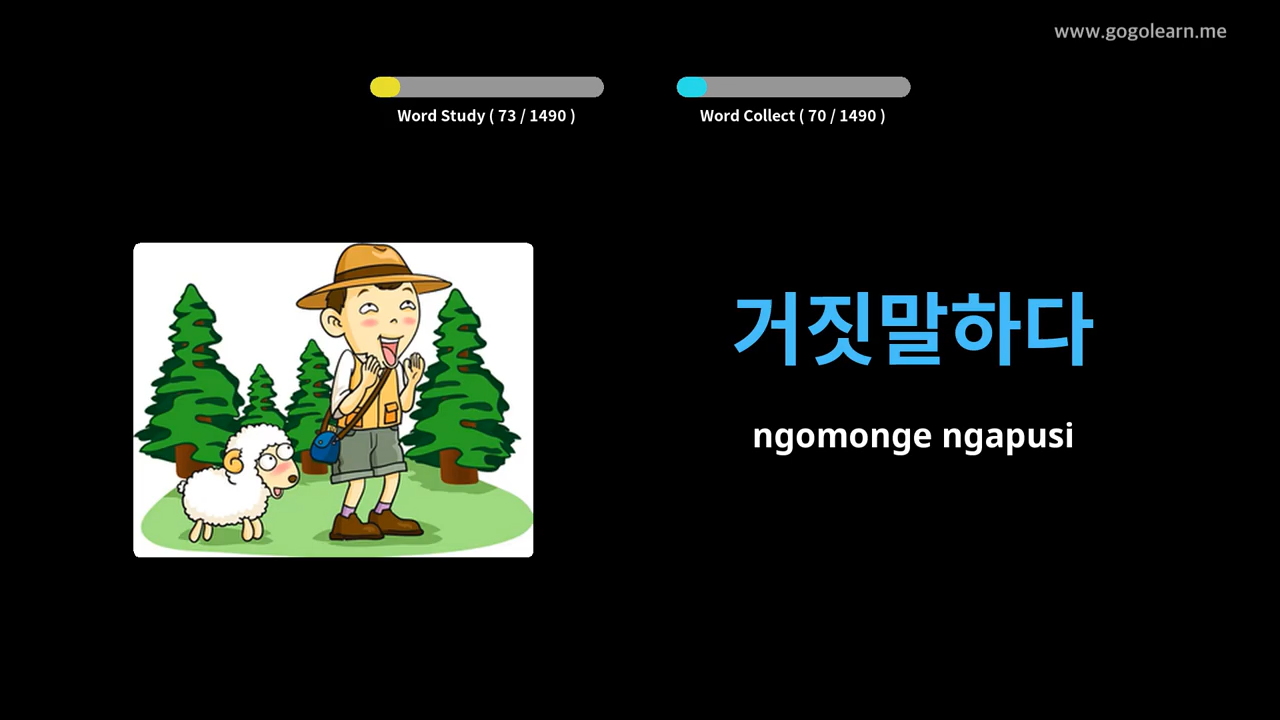 www.gogolearn.me
Word Study ( 73 / 1490 )
Word Collect ( 70 / 1490 )
거짓말하다
ngomonge ngapusi